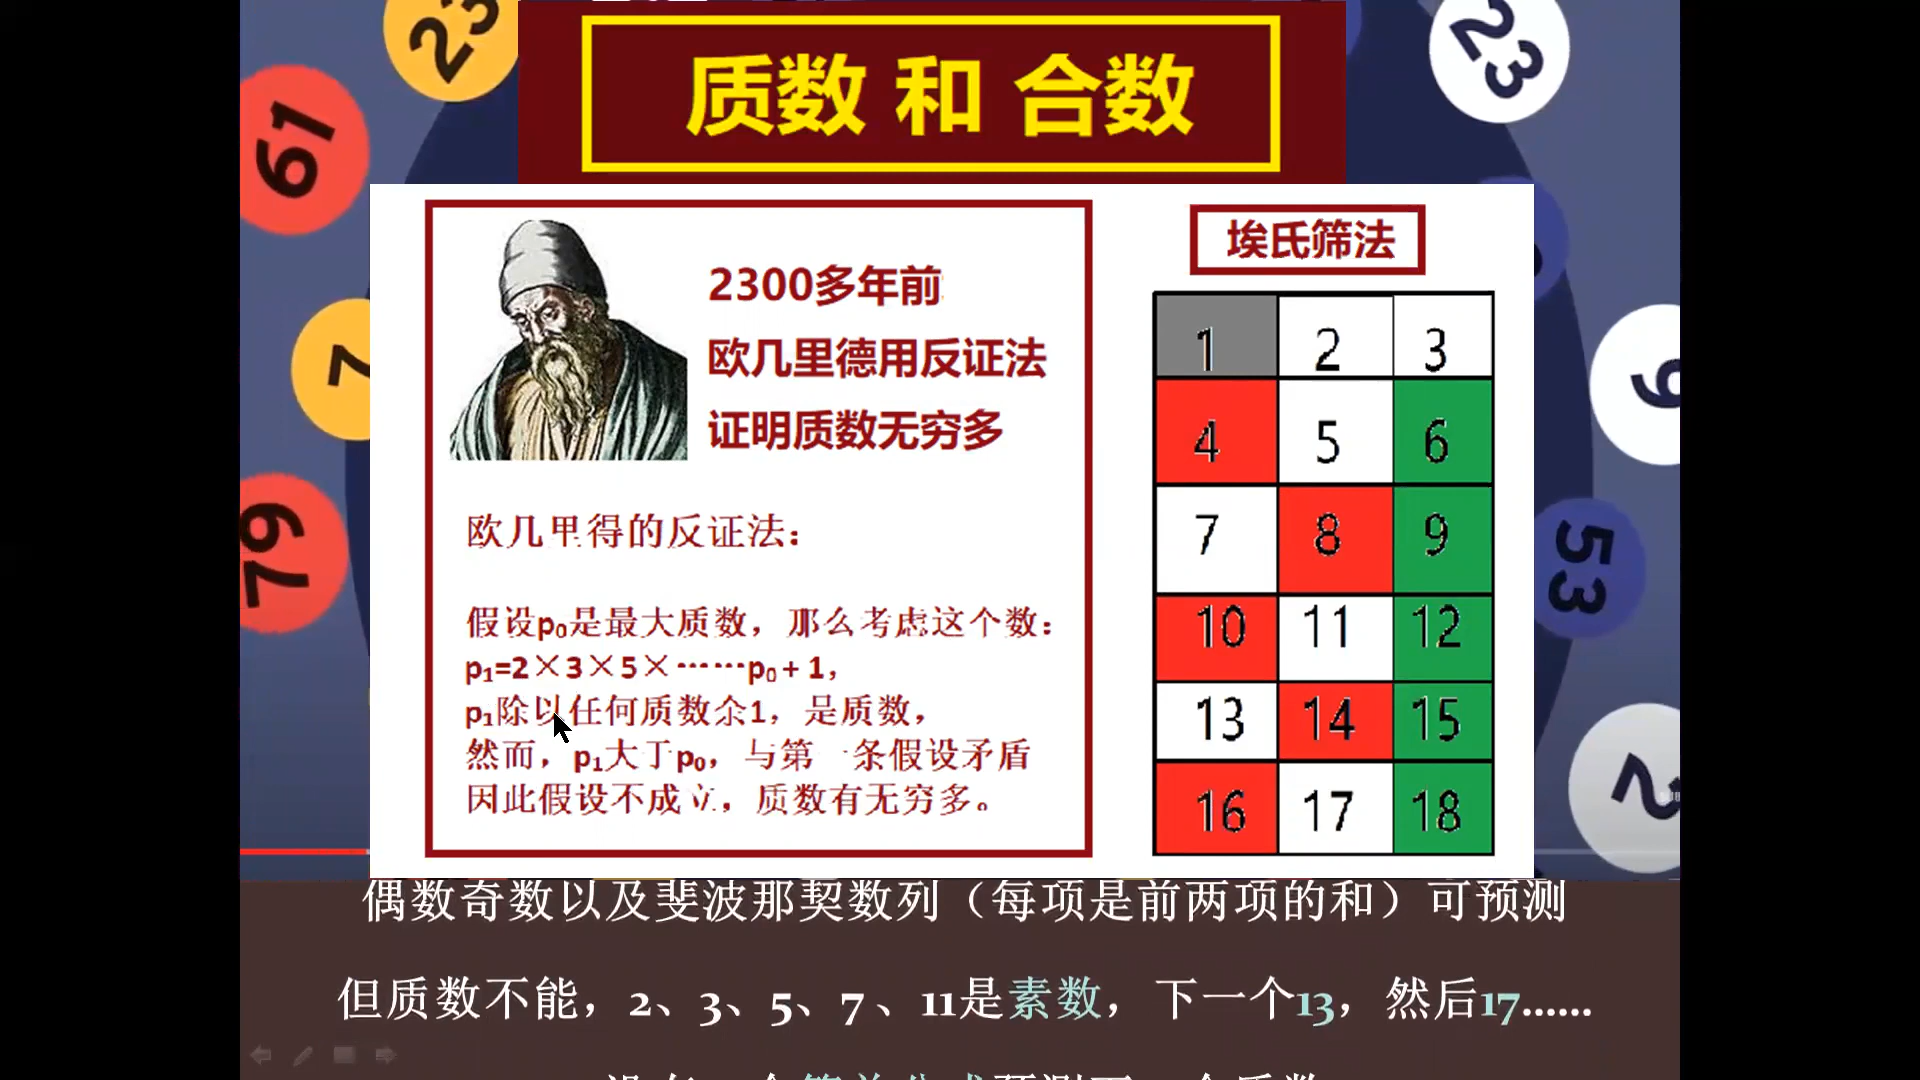 质数 和 合数
23
61
7
79
23
9
53
2
2300多年前
欧几里德用反证法
证明质数无穷多
欧几里得的反证法：
假设p₀是最大质数，那么考虑这个数：
p₁=2×3×5×······p₀+1，
p₁除以任何质数余1，是质数，
然而，p₁大于p₀，与第一条假设矛盾
因此假设不成立，质数有无穷多。
埃氏筛法
1 2 3
4 5 6
7 8 9
10 11 12
13 14 15
16 17 18
偶数奇数以及斐波那契数列（每项是前两项的和）可预测
但质数不能，2、3、5、7、11是素数，下一个13，然后17......